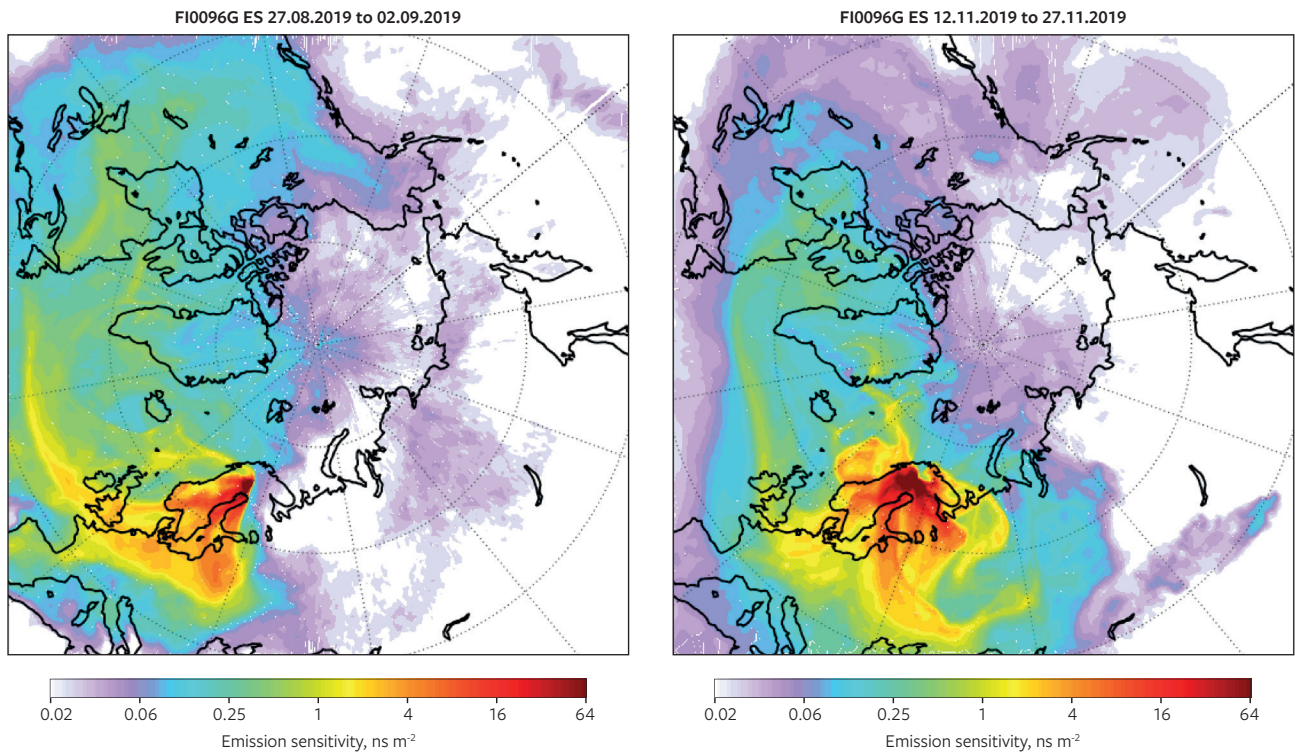 FI0096G ES 27.08.2019 to 02.09.2019
FI0096G ES 12.11.2019 to 27.11.2019
0.02 0.06 0.25 1 4 16 64
Emission sensitivity, ns m⁻²
0.02 0.06 0.25 1 4 16 64
Emission sensitivity, ns m⁻²